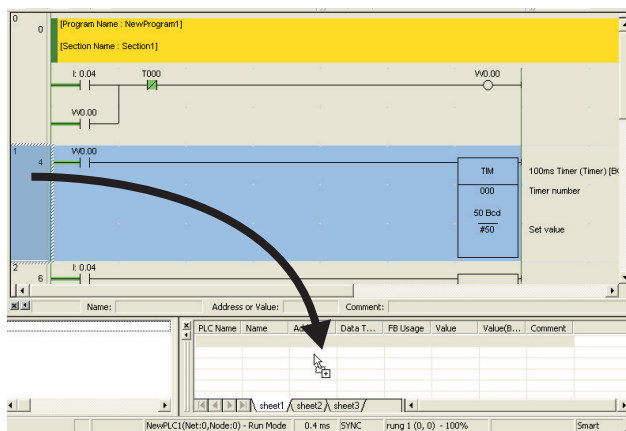 0
0
[Program Name : NewProgram1]
[Section Name : Section1]
I: 0.04 T000 W0.00
W0.00
1
4
W0.00
TIM 100ms Timer (Timer) [B
000 Timer number
50 Bcd
#50 Set value
2
6
I: 0.04
Name: Address or Value: Comment:
PLC Name Name Ad Data T... FB Usage Value Value(B... Comment
sheet1 sheet2 sheet3
NewPLC1(Net:0,Node:0) - Run Mode 0.4 ms SYNC rung 1 (0, 0) - 100% Smart